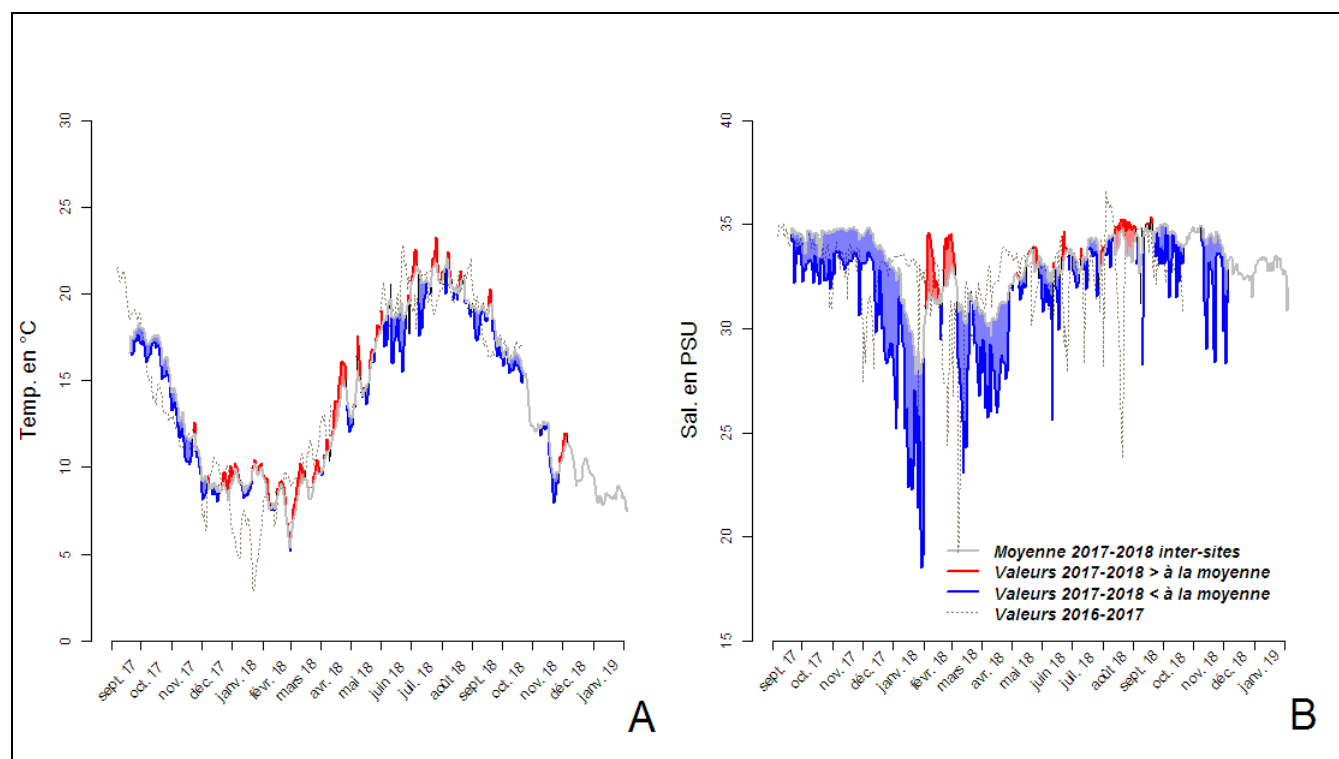 Temp. en °C
30
25
20
15
10
5
0
sept. 17
oct. 17
nov. 17
déc. 17
janv. 18
févr. 18
mars 18
avr. 18
mai 18
juin 18
juil. 18
août 18
sept. 18
oct. 18
nov. 18
déc. 18
janv. 19
A
Sal. en PSU
40
35
30
25
20
15
Moyenne 2017-2018 inter-sites
Valeurs 2017-2018 > à la moyenne
Valeurs 2017-2018 < à la moyenne
Valeurs 2016-2017
sept. 17
oct. 17
nov. 17
déc. 17
janv. 18
févr. 18
mars 18
avr. 18
mai 18
juin 18
juil. 18
août 18
sept. 18
oct. 18
nov. 18
déc. 18
janv. 19
B